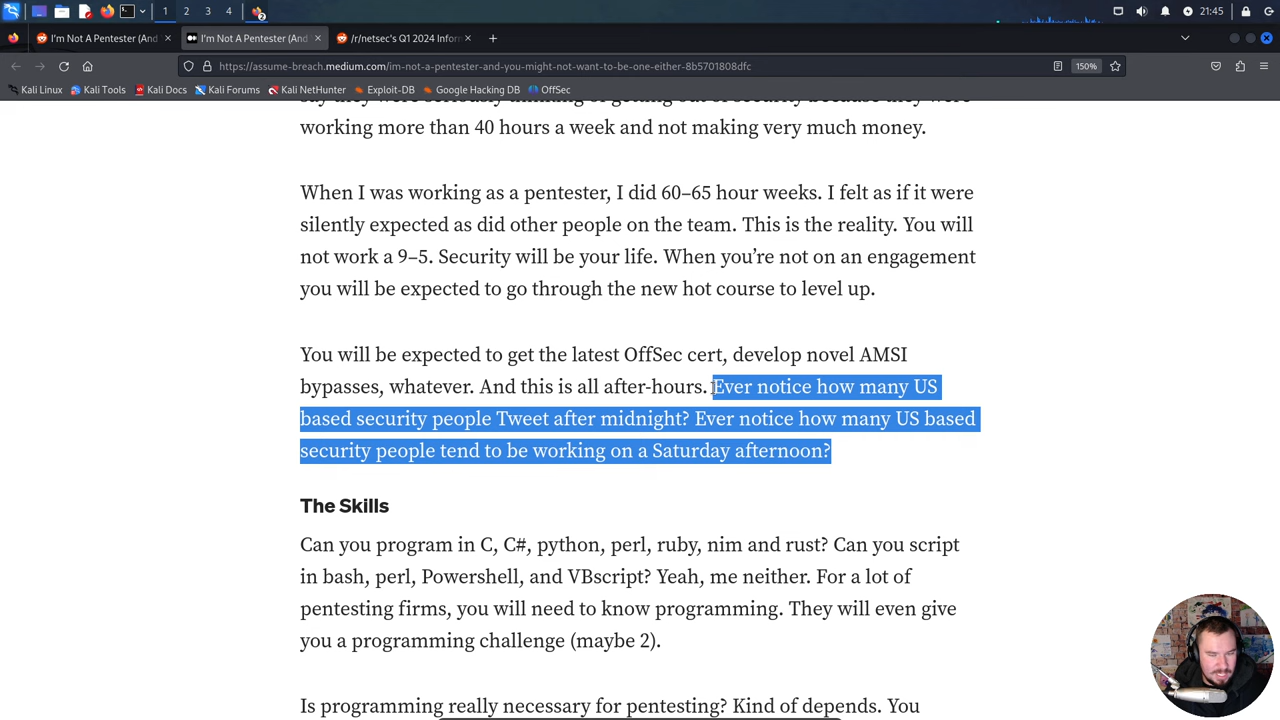 1
2
3
4
2
21:45
I'm Not A Pentester (And
I'm Not A Pentester (And
/r/netsec's Q1 2024 Inforr
https://assume-breach.medium.com/im-not-a-pentester-and-you-might-not-want-to-be-one-either-8b5701808dfc
150%
Kali Linux
Kali Tools
Kali Docs
Kali Forums
Kali NetHunter
Exploit-DB
Google Hacking DB
OffSec
say they were seriously thinking of getting out of security because they were
working more than 40 hours a week and not making very much money.
When I was working as a pentester, I did 60–65 hour weeks. I felt as if it were
silently expected as did other people on the team. This is the reality. You will
not work a 9–5. Security will be your life. When you’re not on an engagement
you will be expected to go through the new hot course to level up.
You will be expected to get the latest OffSec cert, develop novel AMSI
bypasses, whatever. And this is all after-hours. Ever notice how many US
based security people Tweet after midnight? Ever notice how many US based
security people tend to be working on a Saturday afternoon?
The Skills
Can you program in C, C#, python, perl, ruby, nim and rust? Can you script
in bash, perl, Powershell, and VBscript? Yeah, me neither. For a lot of
pentesting firms, you will need to know programming. They will even give
you a programming challenge (maybe 2).
Is programming really necessary for pentesting? Kind of depends. You